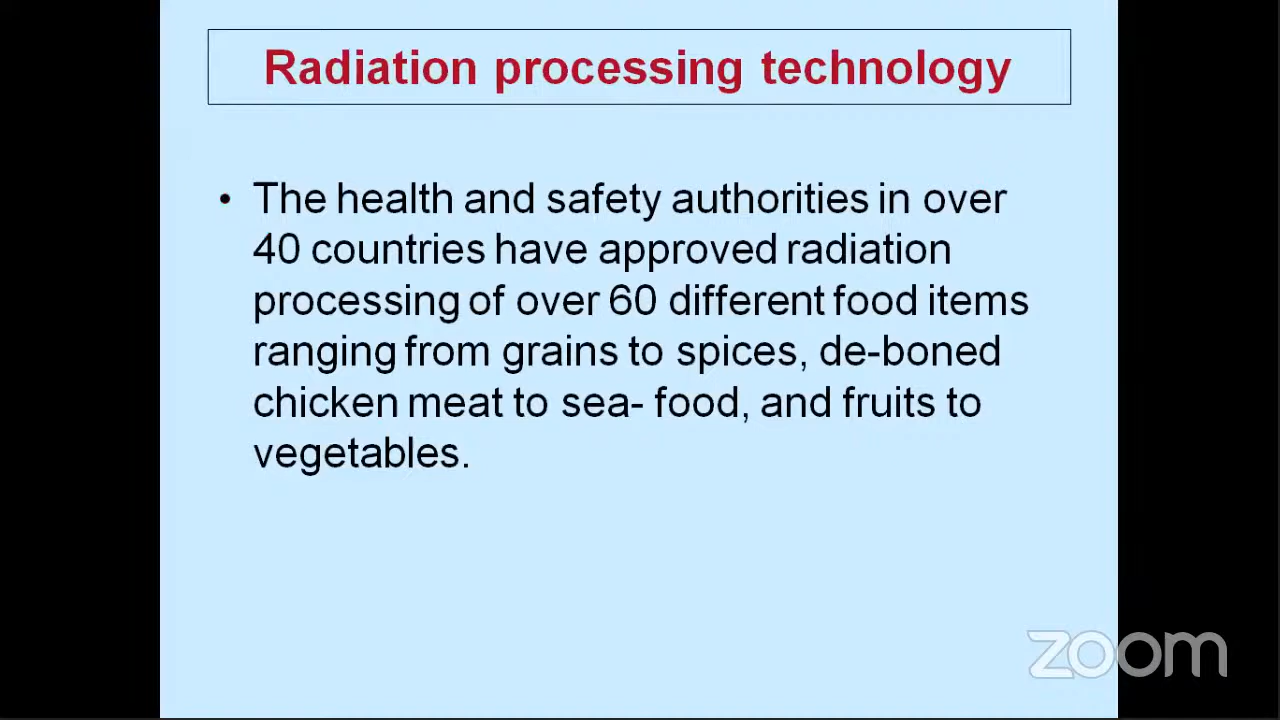 Radiation processing technology
• The health and safety authorities in over
40 countries have approved radiation
processing of over 60 different food items
ranging from grains to spices, de-boned
chicken meat to sea- food, and fruits to
vegetables.
zoom